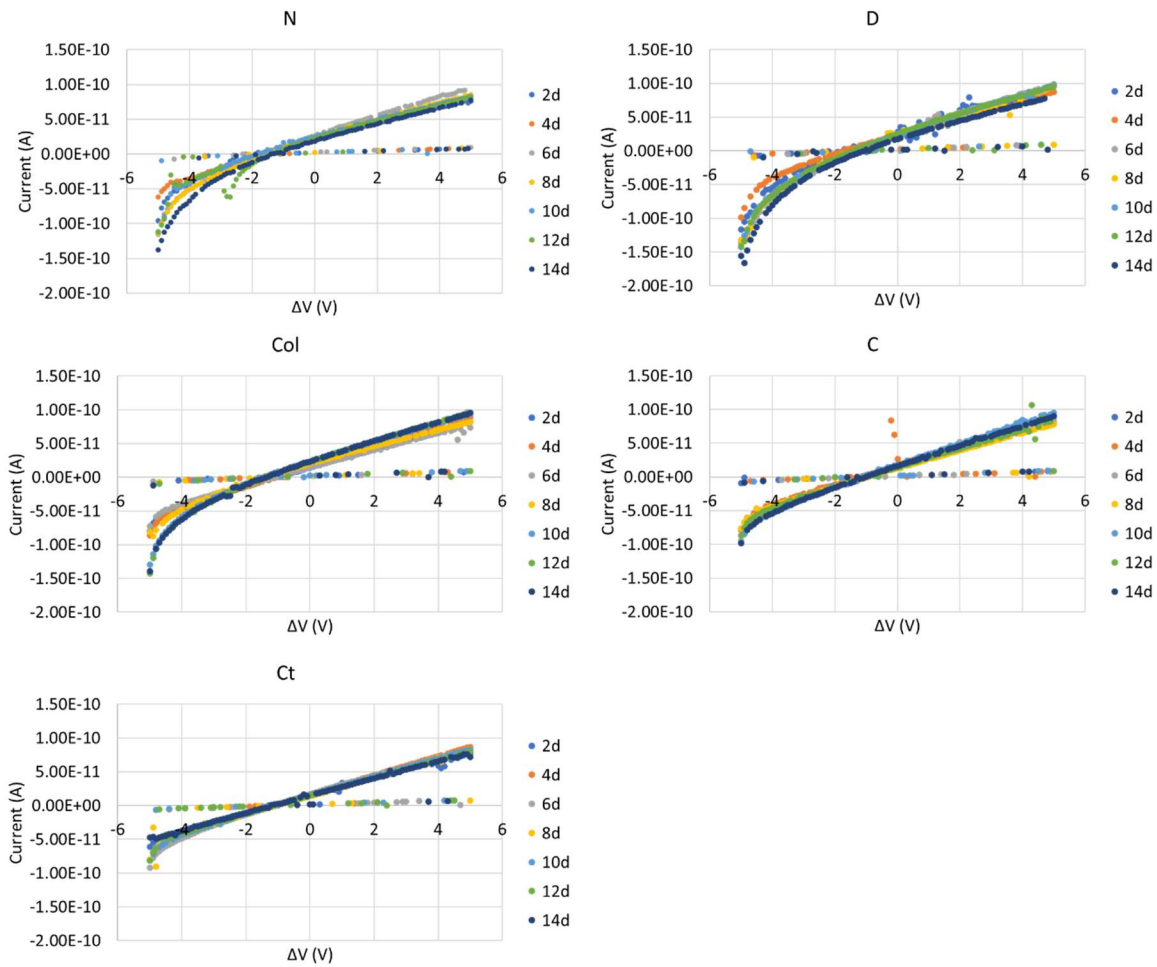 N
1.50E-10
1.00E-10
5.00E-11
0.00E+00
-5.00E-11
-1.00E-10
-1.50E-10
-2.00E-10
Current (A)
-6 -4 -2 0 2 4 6
ΔV (V)
2d
4d
6d
8d
10d
12d
14d
D
1.50E-10
1.00E-10
5.00E-11
0.00E+00
-5.00E-11
-1.00E-10
-1.50E-10
-2.00E-10
Current (A)
-6 -4 -2 0 2 4 6
ΔV (V)
2d
4d
6d
8d
10d
12d
14d
Col
1.50E-10
1.00E-10
5.00E-11
0.00E+00
-5.00E-11
-1.00E-10
-1.50E-10
-2.00E-10
Current (A)
-6 -4 -2 0 2 4 6
ΔV (V)
2d
4d
6d
8d
10d
12d
14d
C
1.50E-10
1.00E-10
5.00E-11
0.00E+00
-5.00E-11
-1.00E-10
-1.50E-10
-2.00E-10
Current (A)
-6 -4 -2 0 2 4 6
ΔV (V)
2d
4d
6d
8d
10d
12d
14d
Ct
1.50E-10
1.00E-10
5.00E-11
0.00E+00
-5.00E-11
-1.00E-10
-1.50E-10
-2.00E-10
Current (A)
-6 -4 -2 0 2 4 6
ΔV (V)
2d
4d
6d
8d
10d
12d
14d